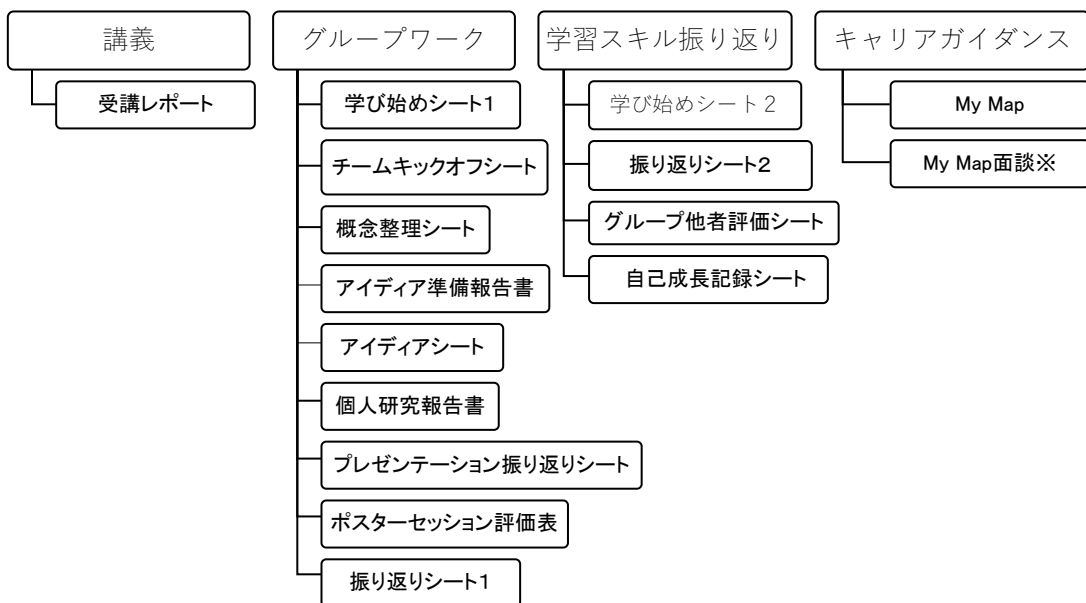 講義
受講レポート
グループワーク
学び始めシート1
チームキックオフシート
概念整理シート
アイディア準備報告書
アイディアシート
個人研究報告書
プレゼンテーション振り返りシート
ポスターセッション評価表
振り返りシート1
学習スキル振り返り
学び始めシート２
振り返りシート2
グループ他者評価シート
自己成長記録シート
キャリアガイダンス
My Map
My Map面談※